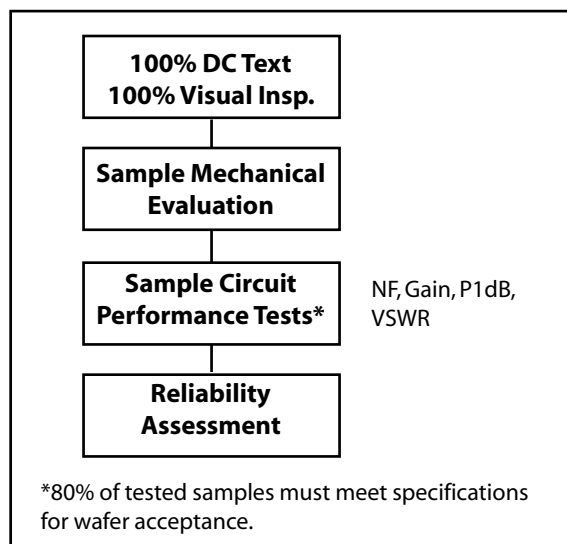 100% DC Text
100% Visual Insp.
Sample Mechanical
Evaluation
Sample Circuit
Performance Tests*
NF, Gain, P1dB,
VSWR
Reliability
Assessment
*80% of tested samples must meet specifications
for wafer acceptance.